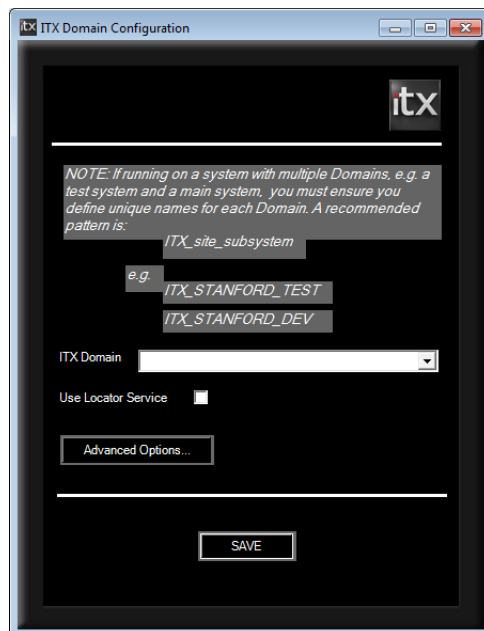 itx ITX Domain Configuration
itx
NOTE: If running on a system with multiple Domains, e.g. a
test system and a main system, you must ensure you
define unique names for each Domain. A recommended
pattern is:
ITX_site_subsystem
e.g.
ITX_STANFORD_TEST
ITX_STANFORD_DEV
ITX Domain
Use Locator Service
Advanced Options...
SAVE